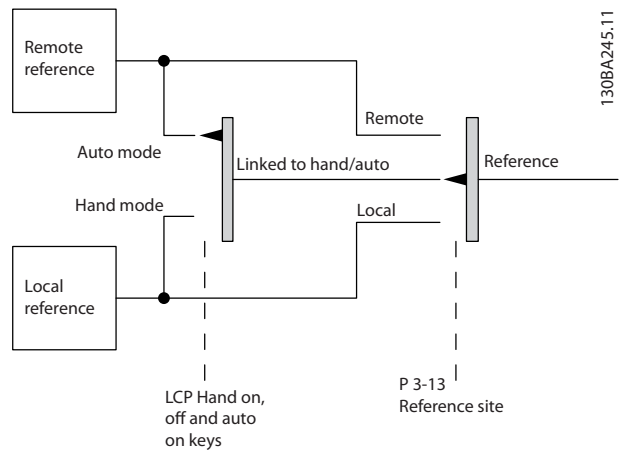 Remote
reference
130BA245.11
Remote
Auto mode
Linked to hand/auto
Reference
Hand mode
Local
Local
reference
LCP Hand on,
off and auto
on keys
P 3-13
Reference site